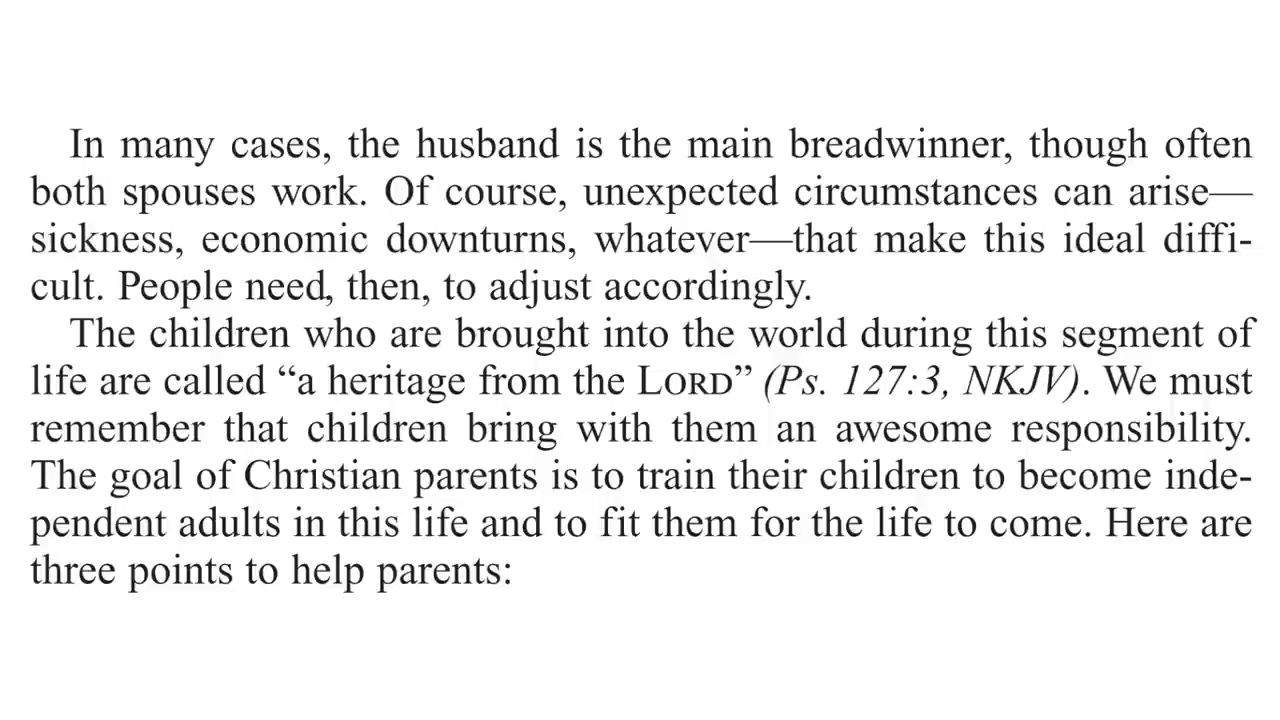 In many cases, the husband is the main breadwinner, though often
both spouses work. Of course, unexpected circumstances can arise—
sickness, economic downturns, whatever—that make this ideal diffi-
cult. People need, then, to adjust accordingly.
The children who are brought into the world during this segment of
life are called “a heritage from the LORD” (Ps. 127:3, NKJV). We must
remember that children bring with them an awesome responsibility.
The goal of Christian parents is to train their children to become inde-
pendent adults in this life and to fit them for the life to come. Here are
three points to help parents: